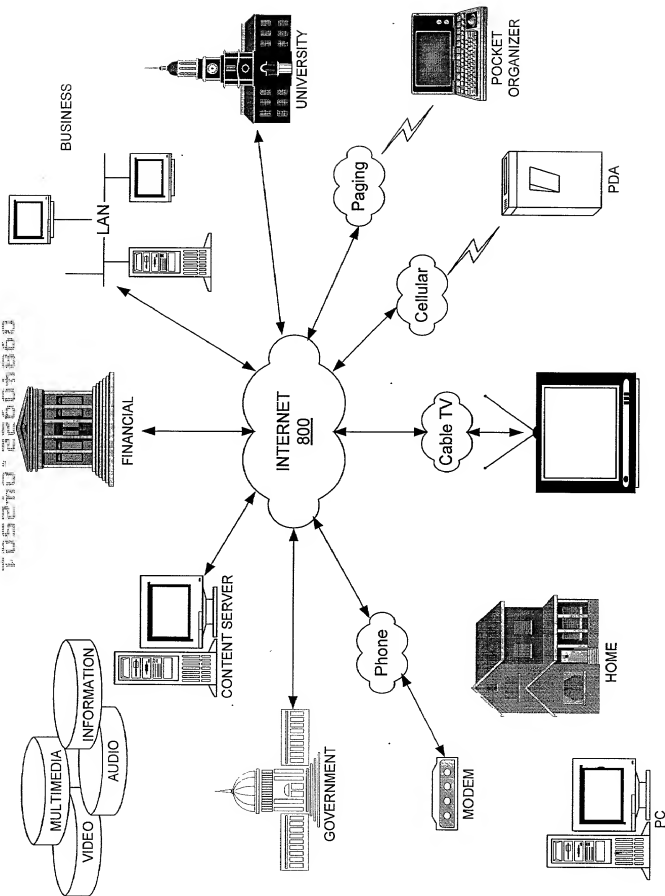 MULTIMEDIA
VIDEO
INFORMATION
AUDIO
CONTENT SERVER
FINANCIAL
BUSINESS
LAN
UNIVERSITY
GOVERNMENT
INTERNET
800
Paging
POCKET
ORGANIZER
Cellular
PDA
Phone
Cable TV
MODEM
HOME
PC